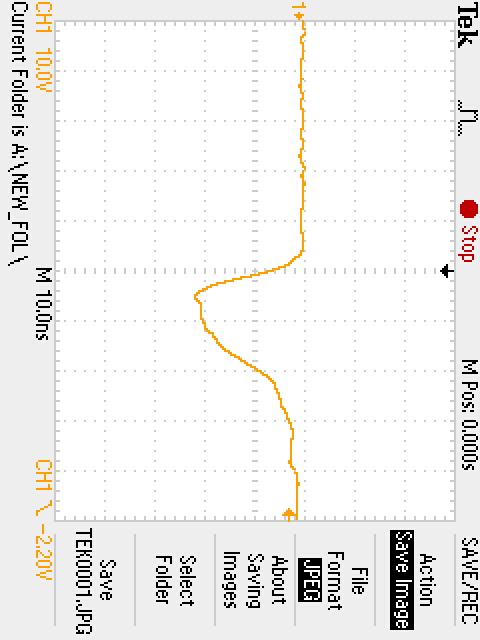 Tek
Stop
M Pos: 0.000s
SAVE/REC
1
Action
Save Image
File
Format
JPEG
About
Saving
Images
Select
Folder
Save
TEK0001.JPG
CH1 10.0V
M 10.0ns
CH1 \ -2.20V
Current Folder is A:\NEW_FOL\